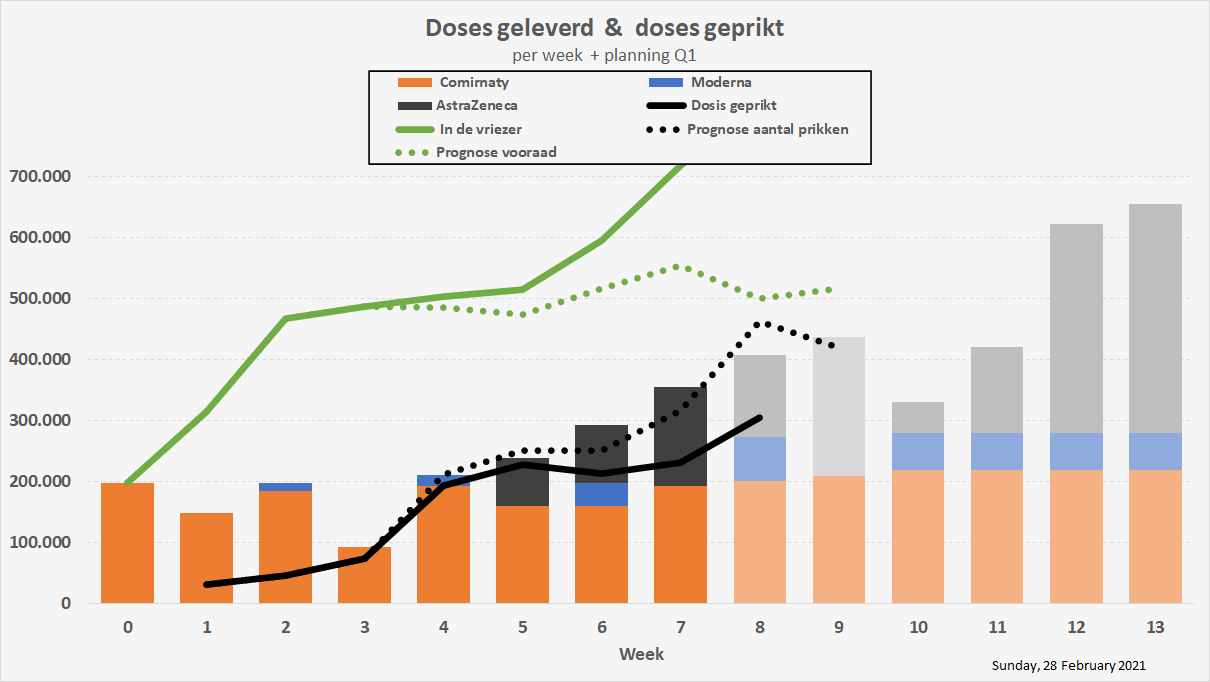 Doses geleverd & doses geprikt
per week + planning Q1
Comirnaty
Moderna
AstraZeneca
Dosis geprikt
In de vriezer
Prognose aantal prikken
Prognose vooraad
700.000
600.000
500.000
400.000
300.000
200.000
100.000
0
0 1 2 3 4 5 6 7 8 9 10 11 12 13
Week
Sunday, 28 February 2021